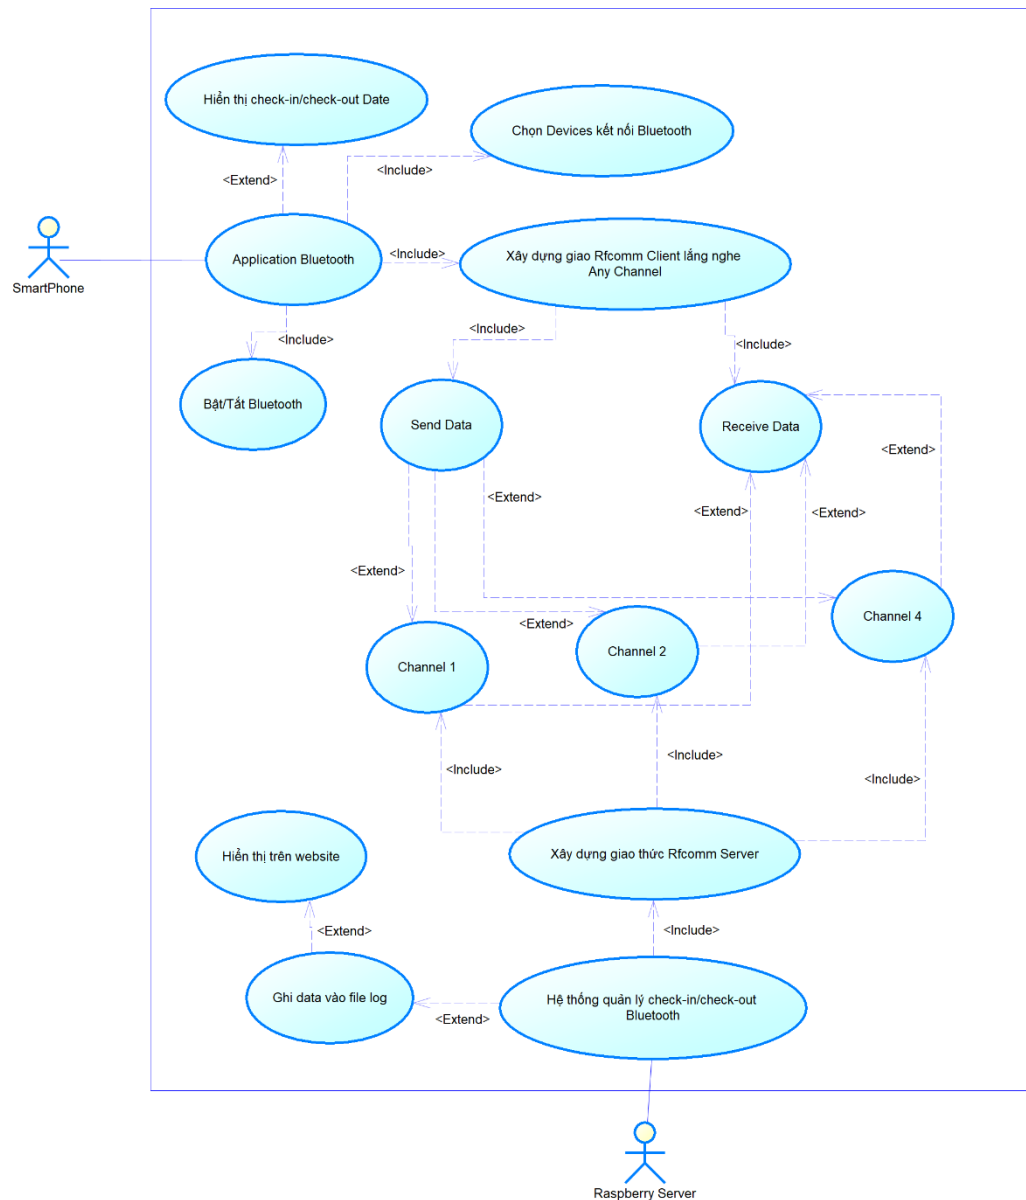 Hiển thị check-in/check-out Date
Chọn Devices kết nối Bluetooth
<Include>
<Extend>
SmartPhone
Application Bluetooth
<Include>
Xây dựng giao Rfcomm Client lắng nghe
Any Channel
<Include>
<Include>
<Include>
Bật/Tắt Bluetooth
Send Data
Receive Data
<Extend>
<Extend>
<Extend>
<Extend>
<Extend>
<Extend>
Channel 1
Channel 2
Channel 4
<Include>
<Include>
<Include>
Hiển thị trên website
Xây dựng giao thức Rfcomm Server
<Extend>
<Include>
Ghi data vào file log
<Extend>
Hệ thống quản lý check-in/check-out
Bluetooth
Raspberry Server